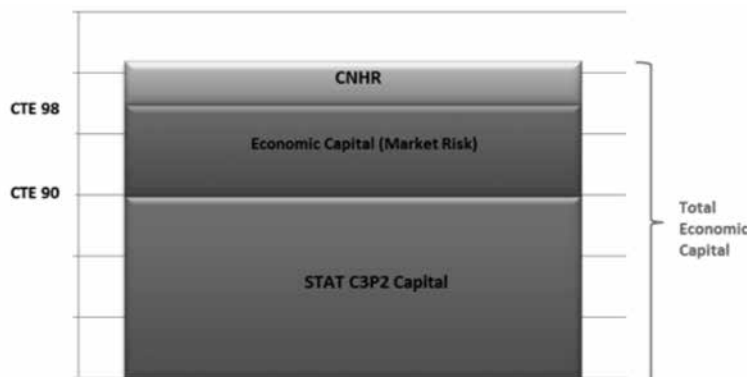 CNHR
CTE 98
Economic Capital (Market Risk)
CTE 90
Total
Economic
Capital
STAT C3P2 Capital